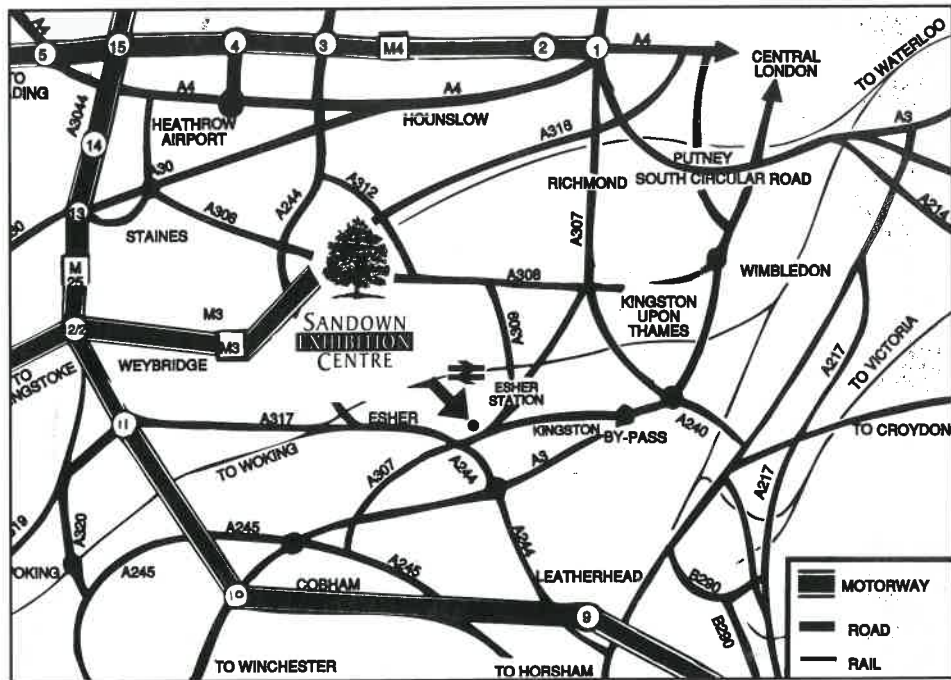 A4
5
15
4
3
M4
2
1
A4
CENTRAL
LONDON
TO WATERLOO
TO
DING
A4
A4
A3044
HEATHROW
AIRPORT
HOUNSLOW
A316
A3
14
PUTNEY
SOUTH CIRCULAR ROAD
A30
A312
RICHMOND
A308
A244
A307
13
STAINES
M
25
A308
WIMBLEDON
KINGSTON
UPON
THAMES
M3
SANDOWN
EXHIBITION
CENTRE
A309
12/2
M3
WEYBRIDGE
TO
NGSTOKE
ESHER
STATION
A217
TO VICTORIA
11
A317
ESHER
KINGSTON
BY-PASS
A240
TO CROYDON
TO WOKING
A307
A244
A3
A217
A320
A245
A244
OKING
A245
COBHAM
A245
LEATHERHEAD
B290
MOTORWAY
10
9
B290
ROAD
TO WINCHESTER
TO HORSHAM
RAIL